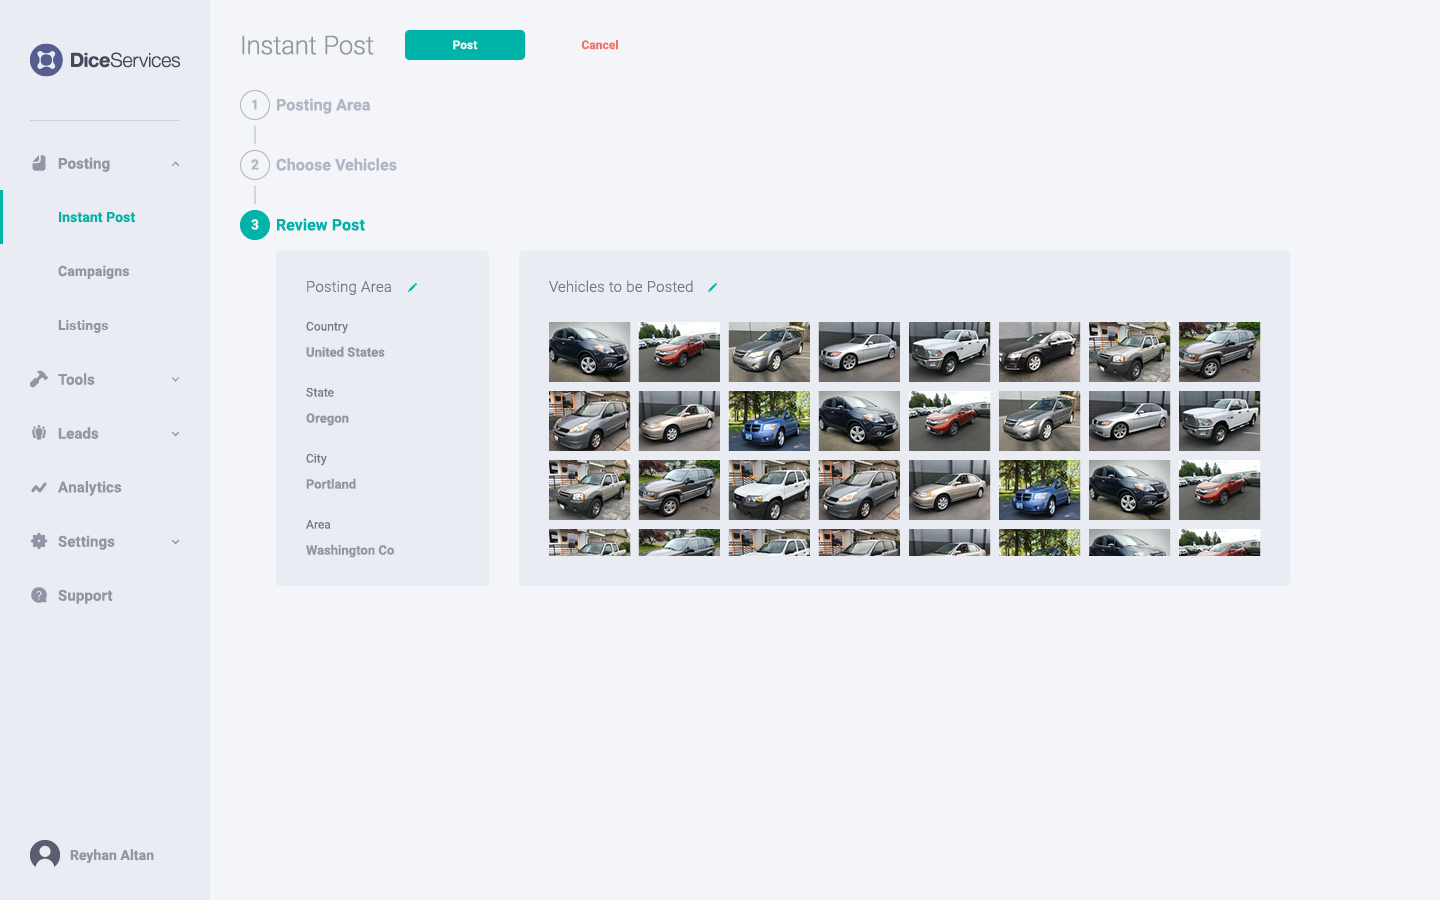 DiceServices
Posting
Instant Post
Campaigns
Listings
Tools
Leads
Analytics
Settings
Support
Reyhan Altan
Instant Post
Post
Cancel
1 Posting Area
2 Choose Vehicles
3 Review Post
Posting Area
Country
United States
State
Oregon
City
Portland
Area
Washington Co
Vehicles to be Posted